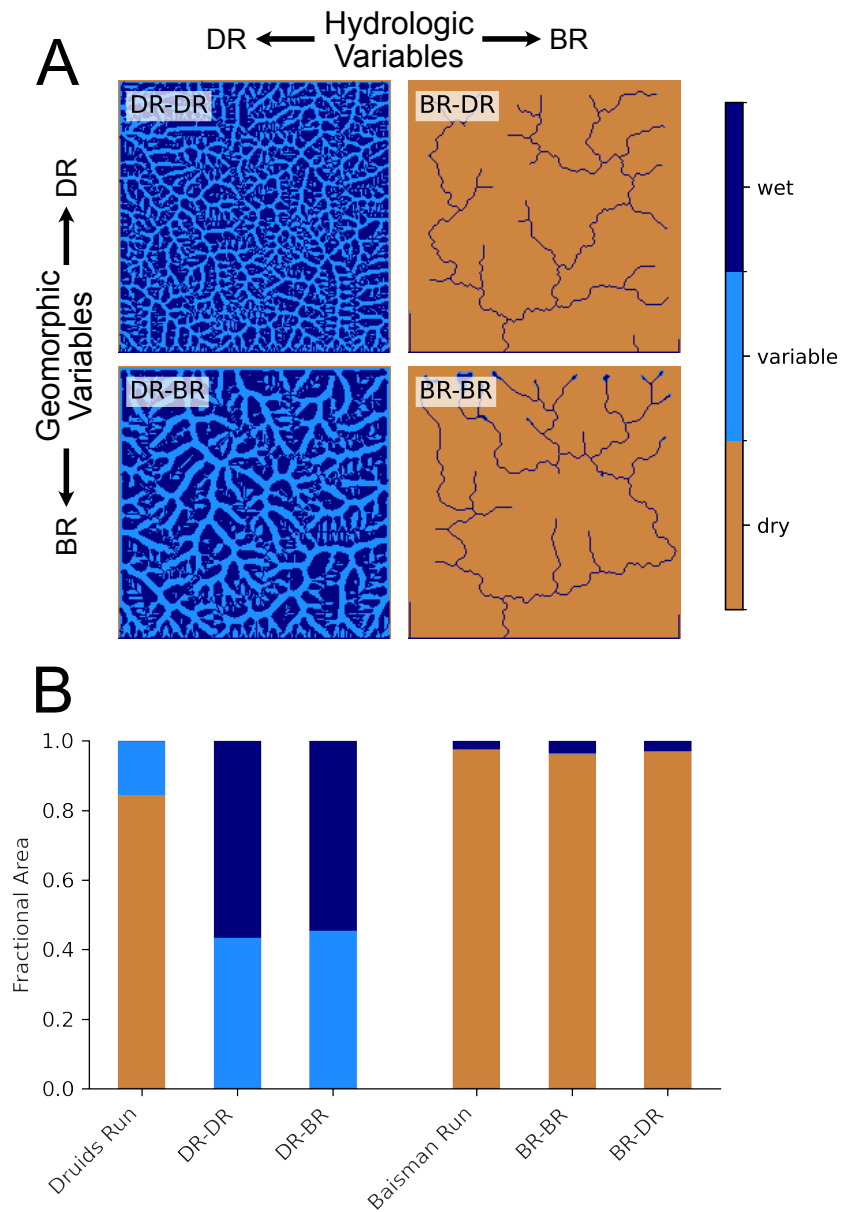 A
DR
Hydrologic
Variables
BR
DR
Geomorphic
Variables
BR
DR-DR
BR-DR
DR-BR
BR-BR
wet
variable
dry
B
Fractional Area
1.0
0.8
0.6
0.4
0.2
0.0
Druids Run
DR-DR
DR-BR
Baisman Run
BR-BR
BR-DR